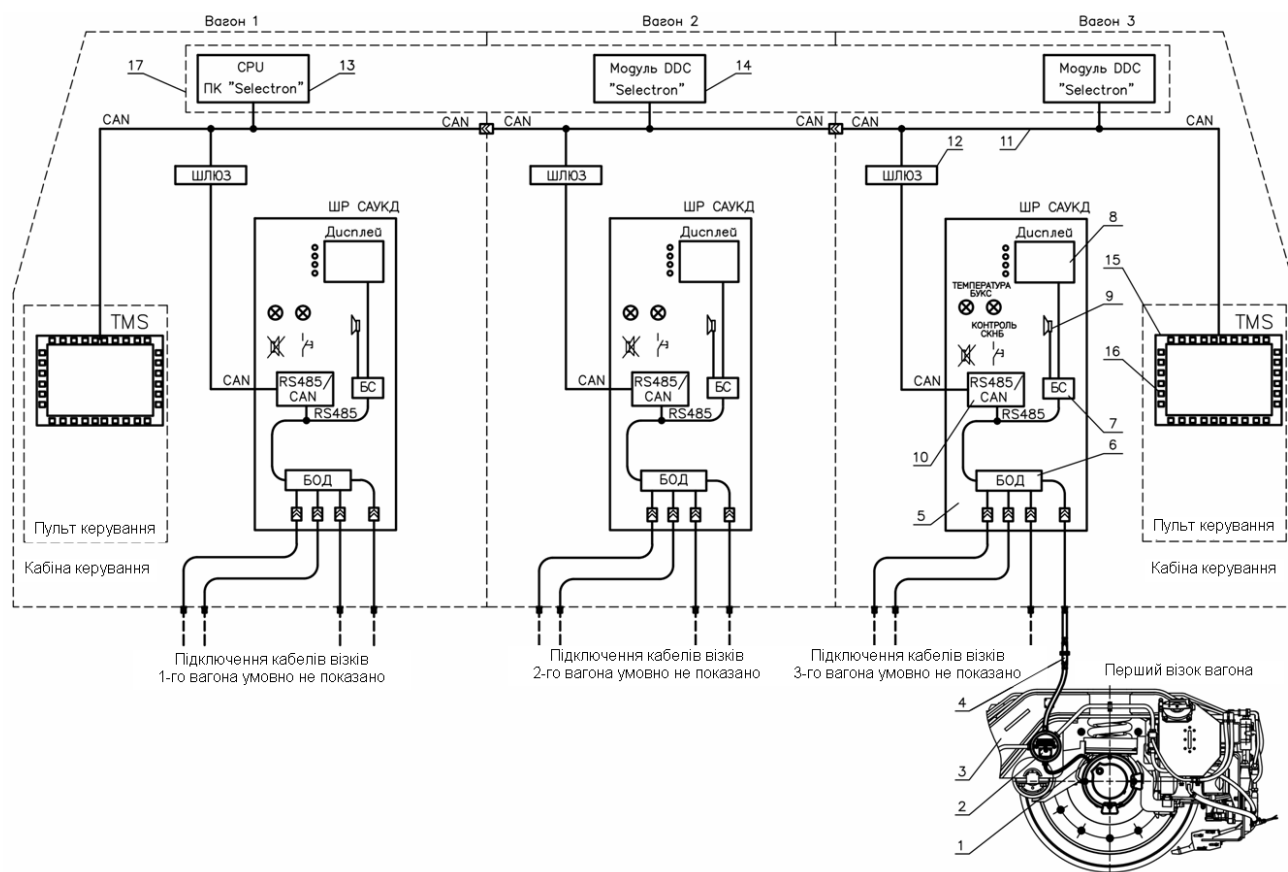 Вагон 1
Вагон 2
Вагон 3
17
CPU
ПК "Selectron"
13
Модуль DDC
"Selectron"
14
Модуль DDC
"Selectron"
CAN
CAN
CAN
CAN
CAN
11
CAN
12
ШЛЮЗ
ШЛЮЗ
ШЛЮЗ
ШР САУКД
ШР САУКД
ШР САУКД
Дисплей
Дисплей
Дисплей
8
15
ТЕМПЕРАТУРА
БУКС
9
КОНТРОЛЬ
СКНБ
TMS
TMS
16
CAN
RS485/
CAN
БС
RS485
CAN
RS485/
CAN
БС
RS485
CAN
RS485/
CAN
БС
RS485
7
10
6
БОД
БОД
БОД
5
Пульт керування
Пульт керування
Кабіна керування
Кабіна керування
Підключення кабелів візків
1-го вагона умовно не показано
Підключення кабелів візків
2-го вагона умовно не показано
Підключення кабелів візків
3-го вагона умовно не показано
Перший візок вагона
4
3
2
1